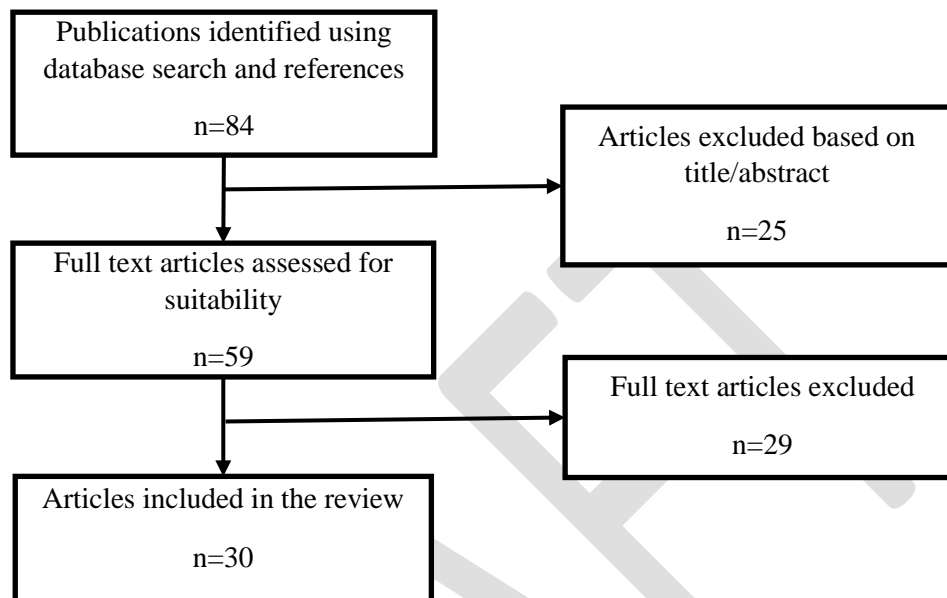 Publications identified using
database search and references
n=84
Articles excluded based on
title/abstract
n=25
Full text articles assessed for
suitability
n=59
Full text articles excluded
n=29
Articles included in the review
n=30